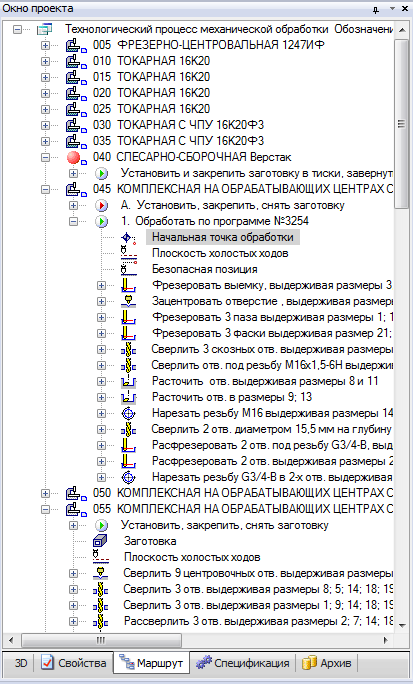 Окно проекта
Технологический процесс механической обработки Обозначени
005 ФРЕЗЕРНО-ЦЕНТРОВАЛЬНАЯ 1247ИФ
010 ТОКАРНАЯ 16К20
015 ТОКАРНАЯ 16К20
020 ТОКАРНАЯ 16К20
025 ТОКАРНАЯ 16К20
030 ТОКАРНАЯ С ЧПУ 16К20Ф3
035 ТОКАРНАЯ С ЧПУ 16К20Ф3
040 СЛЕСАРНО-СБОРОЧНАЯ Верстак
Установить и закрепить заготовку в тиски, завернут
045 КОМПЛЕКСНАЯ НА ОБРАБАТЫВАЮЩИХ ЦЕНТРАХ С
А. Установить, закрепить, снять заготовку
1. Обработать по программе №3254
Начальная точка обработки
Плоскость холостых ходов
Безопасная позиция
Фрезеровать выемку, выдерживая размеры 3
Зацентровать отверстие , выдерживая размеры
Фрезеровать 3 паза выдерживая размеры 1; 1
Фрезеровать 3 Фаски выдерживая размер 21;
Сверлить 3 скозных отв. выдерживая размеры
Сверлить отв. под резьбу М16х1,5-6Н выдержи
Расточить отв. выдерживая размеры 8 и 11
Расточить отв. в размеры 9; 13
Нарезать резьбу М16 выдерживая размеры 14
Сверлить 2 отв. диаметром 15,5 мм на глубину
Расфрезеровать 2 отв. под резьбу G3/4-В, выд
Расфрезеровать 2 отв. выдерживая размеры 2
Нарезать резьбу G3/4-В в 2-х отв. выдерживая
050 КОМПЛЕКСНАЯ НА ОБРАБАТЫВАЮЩИХ ЦЕНТРАХ С
055 КОМПЛЕКСНАЯ НА ОБРАБАТЫВАЮЩИХ ЦЕНТРАХ С
Установить, закрепить, снять заготовку
Заготовка
Плоскость холостых ходов
Сверлить 9 центровочных отв. выдерживая размеры
Сверлить 3 отв. выдерживая размеры 8; 5; 14; 18; 19
Сверлить 3 отв. выдерживая размеры 1; 9; 14; 18; 19
Рассверлить 3 отв. выдерживая размеры 2; 7; 14; 18
3D Свойства Маршрут Спецификация Архив